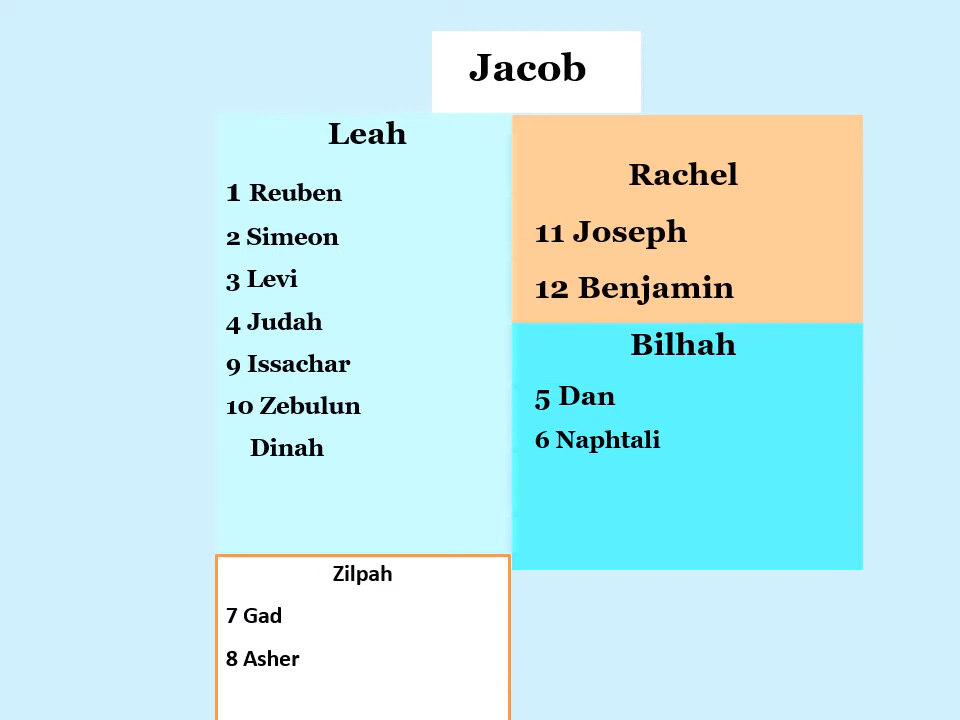 Jacob
Leah
1 Reuben
2 Simeon
3 Levi
4 Judah
9 Issachar
10 Zebulun
Dinah
Rachel
11 Joseph
12 Benjamin
Bilhah
5 Dan
6 Naphtali
Zilpah
7 Gad
8 Asher